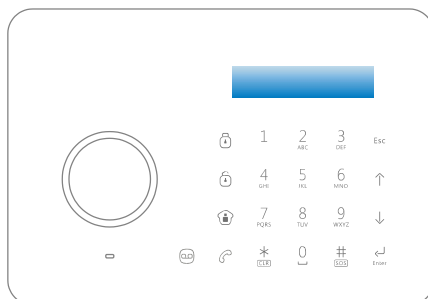 1 2 3 Esc
ABC DEF
4 5 6
GHI JKL MNO
7 8 9
PQRS TUV WXYZ
* 0 #
CLR SOS Enter